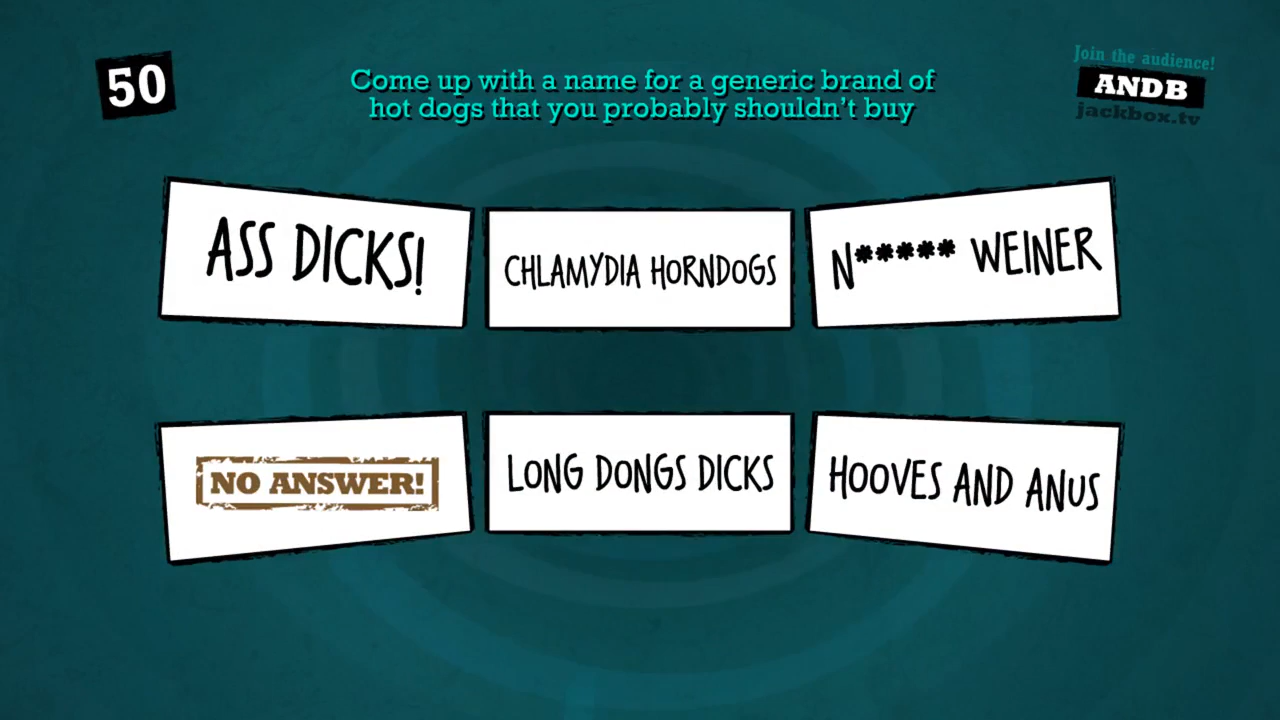 50
Come up with a name for a generic brand of
hot dogs that you probably shouldn't buy
Join the audience!
ANDB
jackbox.tv
ASS DICKS!
CHLAMYDIA HORNDOGS
N***** WEINER
NO ANSWER!
LONG DONGS DICKS
HOOVES AND ANUS